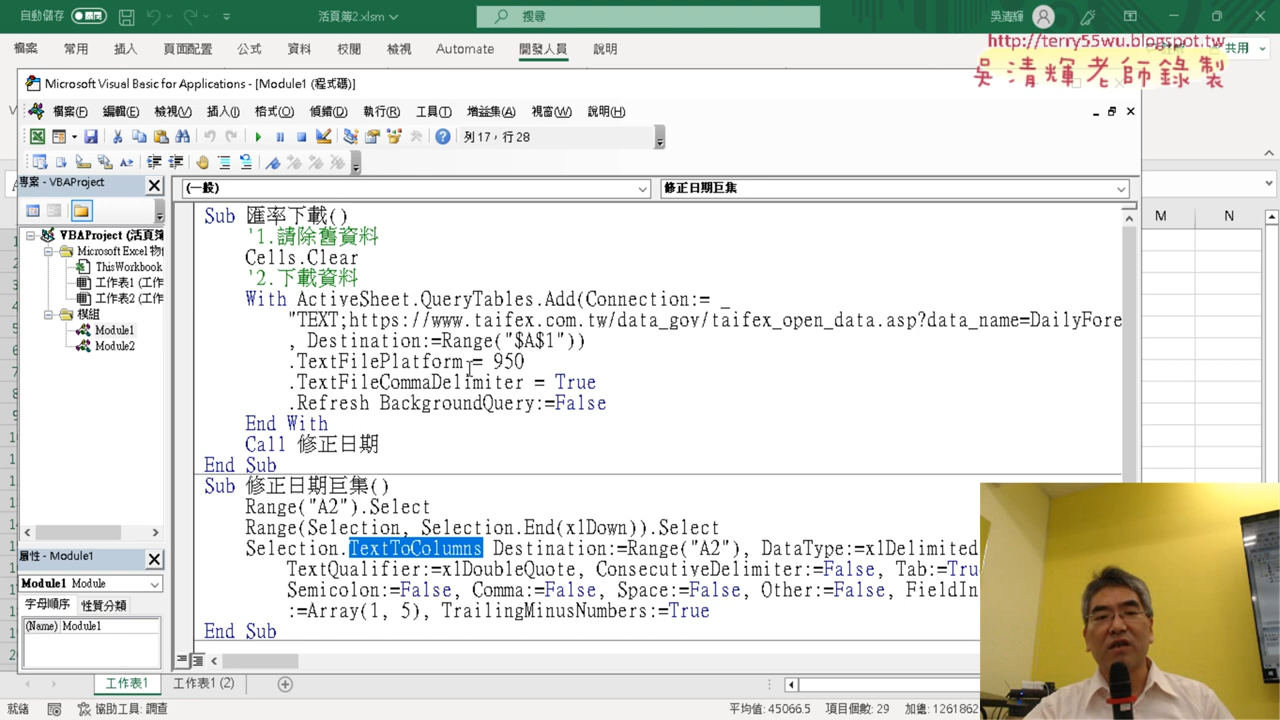 自動儲存
活頁簿2.xlsm
搜尋
吳清輝
http://terry55wu.blogspot.tw
吳清輝老師錄製
檔案 常用 插入 頁面配置 公式 資料 校閱 檢視 Automate 開發人員 說明
共用
Microsoft Visual Basic for Applications - [Module1 (程式碼)]
檔案(F) 編輯(E) 檢視(V) 插入(I) 格式(O) 偵錯(D) 執行(R) 工具(T) 增益集(A) 視窗(W) 說明(H)
列 17，行 28
專案 - VBAProject
(一般)
修正日期巨集
M N
VBAProject (活頁簿
Microsoft Excel 物
ThisWorkbook
工作表1 (工作
工作表2 (工作
模組
Module1
Module2
Sub 匯率下載()
'1.請除舊資料
Cells.Clear
'2.下載資料
With ActiveSheet.QueryTables.Add(Connection:= _
"TEXT;https://www.taifex.com.tw/data_gov/taifex_open_data.asp?data_name=DailyFore
, Destination:=Range("$A$1"))
.TextFilePlatform = 950
.TextFileCommaDelimiter = True
.Refresh BackgroundQuery:=False
End With
Call 修正日期
End Sub
Sub 修正日期巨集()
Range("A2").Select
Range(Selection, Selection.End(xlDown)).Select
Selection.TextToColumns Destination:=Range("A2"), DataType:=xlDelimited
TextQualifier:=xlDoubleQuote, ConsecutiveDelimiter:=False, Tab:=Tru
Semicolon:=False, Comma:=False, Space:=False, Other:=False, FieldIn
:=Array(1, 5), TrailingMinusNumbers:=True
End Sub
屬性 - Module1
Module1 Module
字母順序 性質分類
(Name) Module1
工作表1 工作表1 (2)
就緒 協助工具: 調查 平均值: 45066.5 項目個數: 29 加總: 1261862